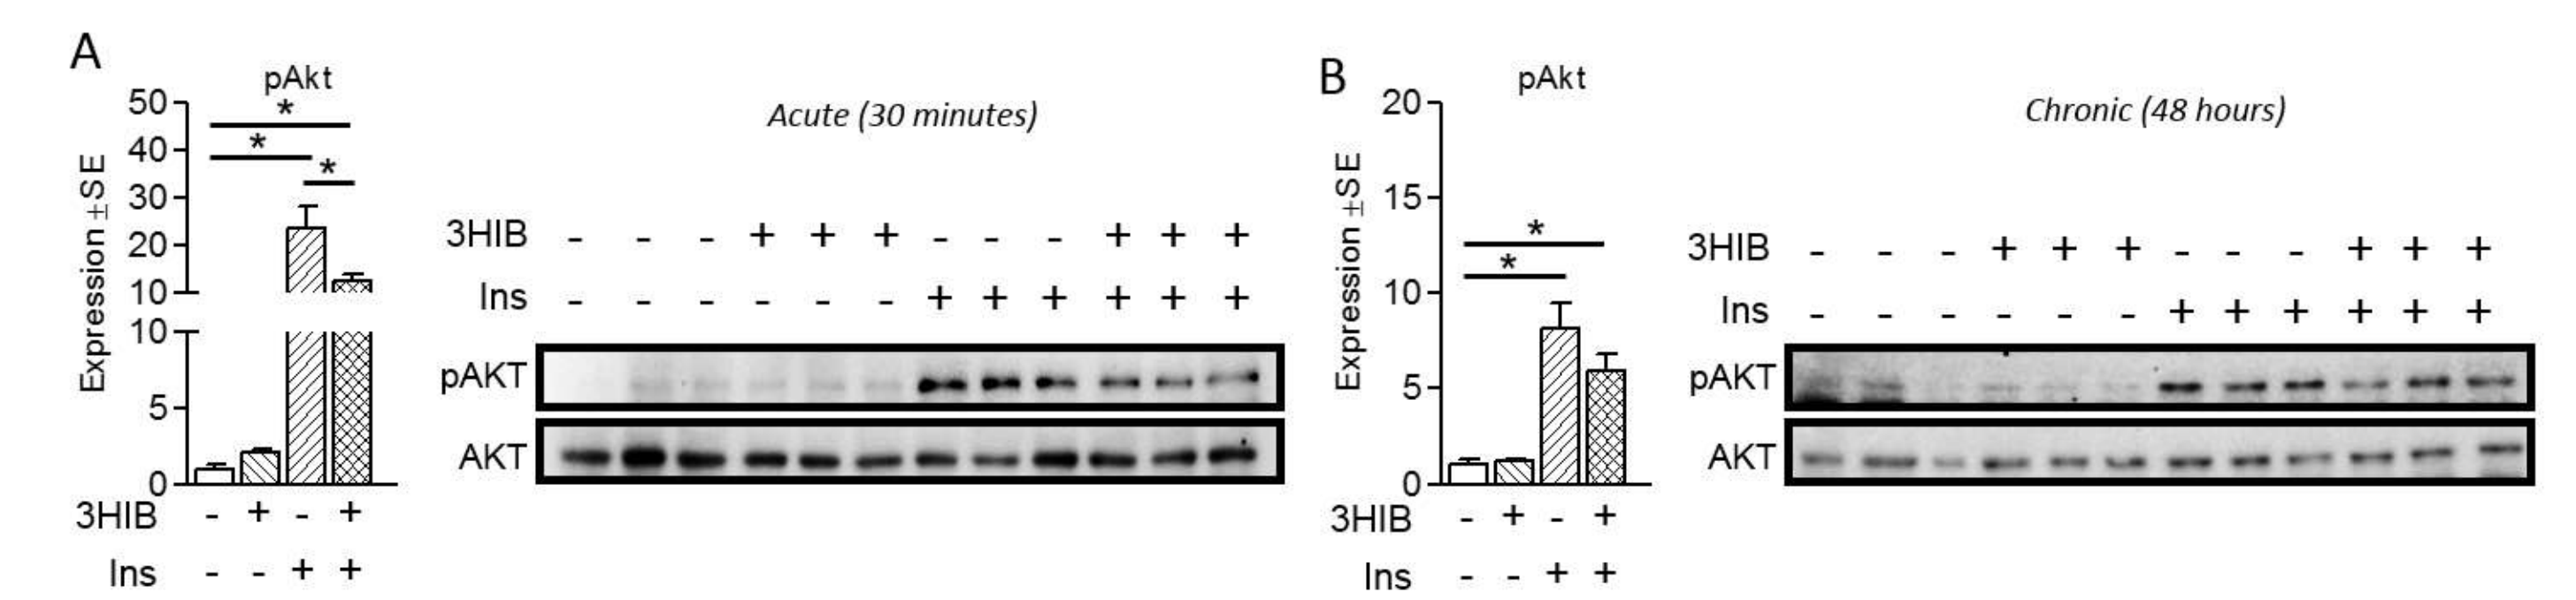 A
pAkt
Acute (30 minutes)
Expression ±SE
50
40
30
20
10
10
5
0
* 
*
*
3HIB - + - +
Ins - - + +
3HIB - - - + + + - - - + + +
Ins - - - - - - + + + + + +
pAKT
AKT
B
pAkt
Chronic (48 hours)
Expression ±SE
20
15
10
5
0
*
*
3HIB - + - +
Ins - - + +
3HIB - - - + + + - - - + + +
Ins - - - - - - + + + + + +
pAKT
AKT